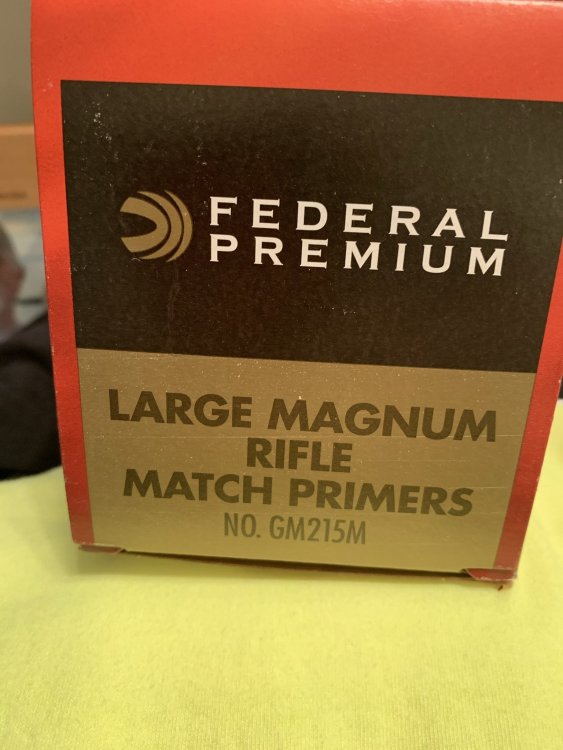 FEDERAL
PREMIUM
LARGE MAGNUM
RIFLE
MATCH PRIMERS
NO. GM215M